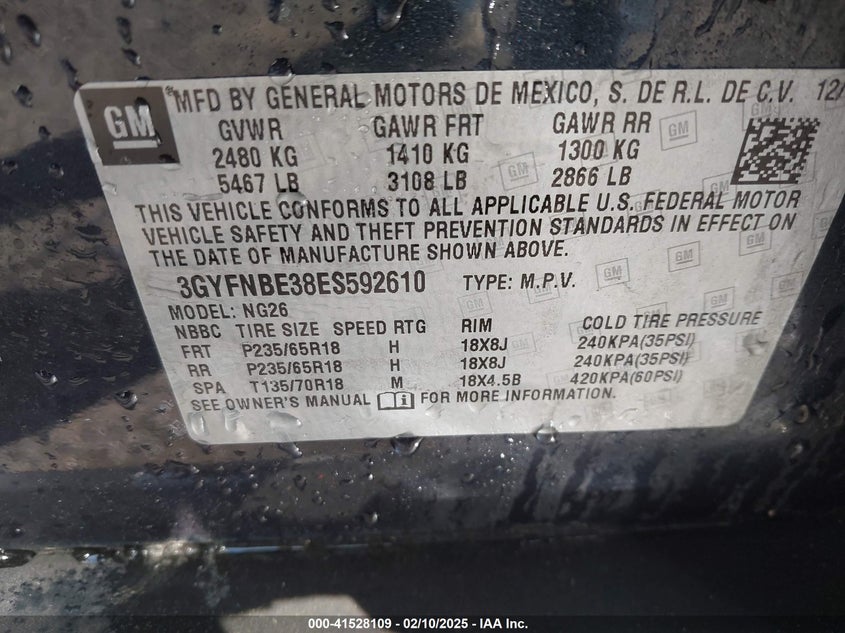 GM
MFD BY GENERAL MOTORS DE MEXICO, S. DE R.L. DE C.V. 12/
GVWR GAWR FRT GAWR RR
2480 KG 1410 KG 1300 KG
5467 LB 3108 LB 2866 LB
THIS VEHICLE CONFORMS TO ALL APPLICABLE U.S. FEDERAL MOTOR
VEHICLE SAFETY AND THEFT PREVENTION STANDARDS IN EFFECT ON
THE DATE OF MANUFACTURE SHOWN ABOVE.
3GYFNBE38ES592610 TYPE: M.P.V.
MODEL: NG26
NBBC TIRE SIZE SPEED RTG RIM COLD TIRE PRESSURE
FRT P235/65R18 H 18X8J 240KPA(35PSI)
RR P235/65R18 H 18X8J 240KPA(35PSI)
SPA T135/70R18 M 18X4.5B 420KPA(60PSI)
SEE OWNER'S MANUAL FOR MORE INFORMATION.
000-41528109 - 02/10/2025 - IAA Inc.